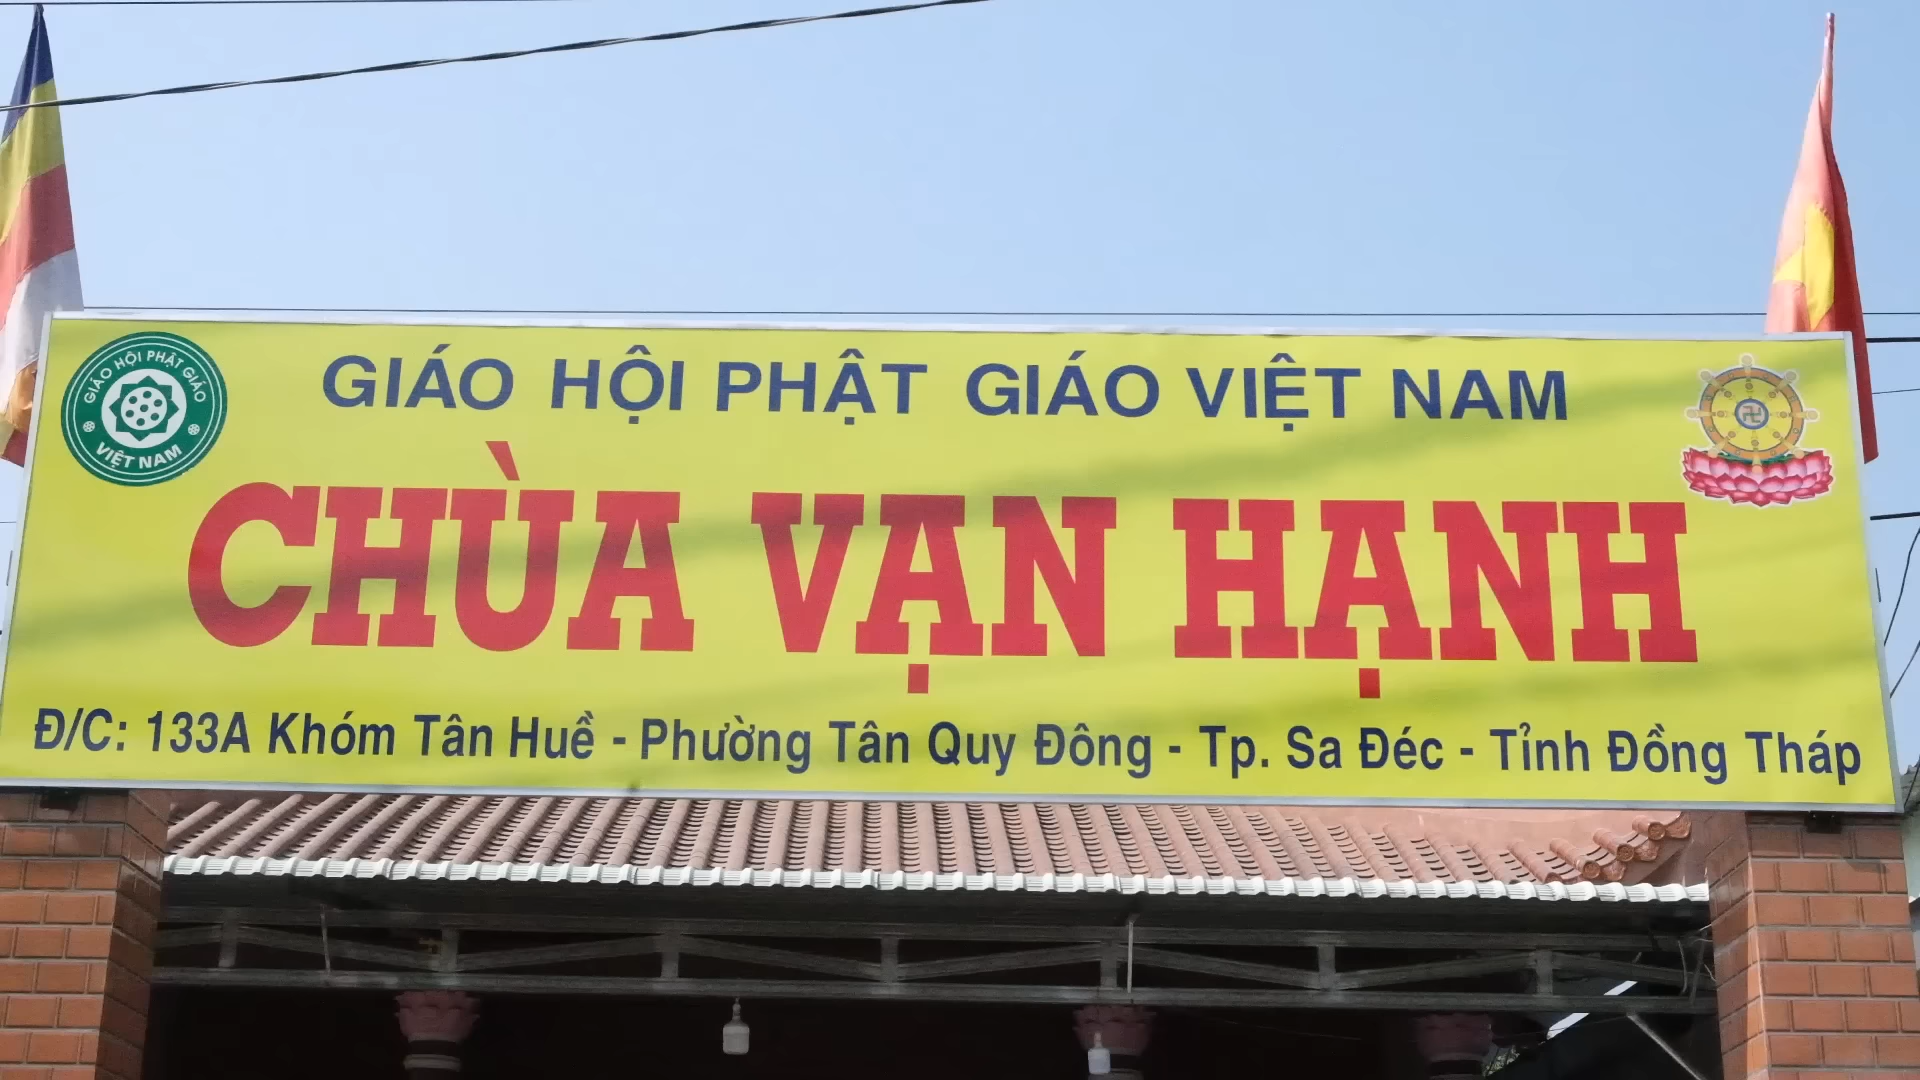 GIÁO HỘI PHẬT GIÁO VIỆT NAM
GIÁO HỘI PHẬT GIÁO
VIỆT NAM
CHÙA VẠN HẠNH
Đ/C: 133A Khóm Tân Huề - Phường Tân Quy Đông - Tp. Sa Đéc - Tỉnh Đồng Tháp